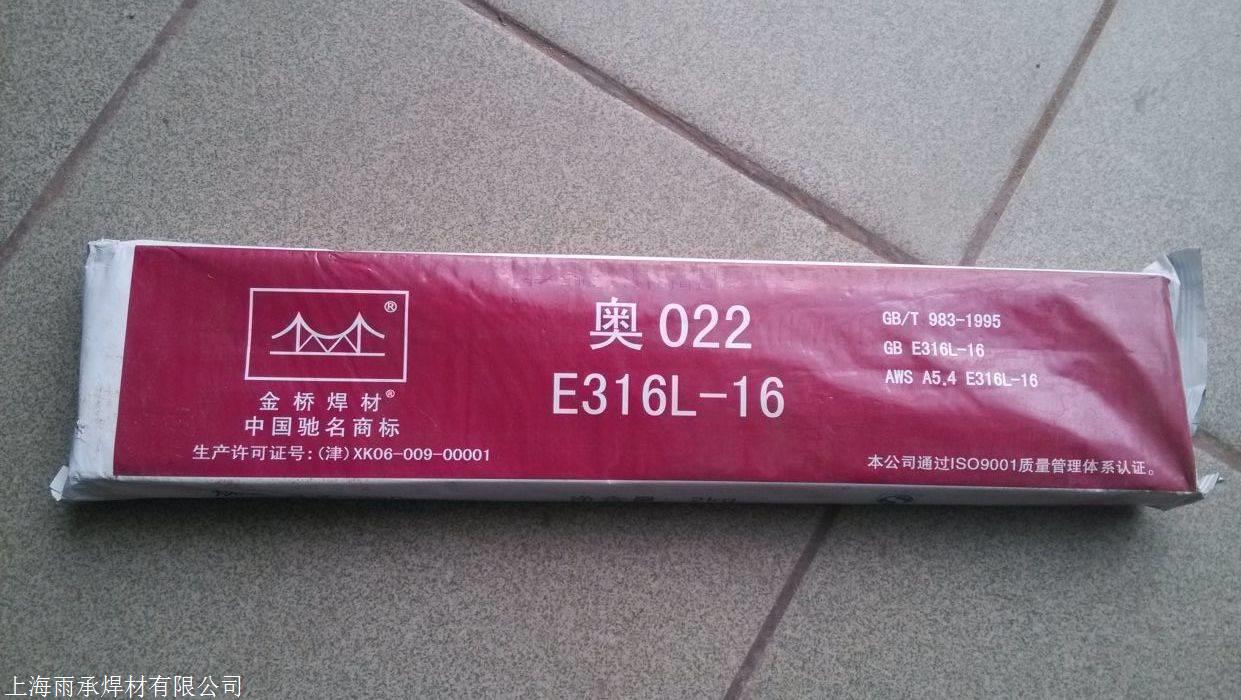 ®
金桥焊材®
中国驰名商标
生产许可证号:(津)XK06-009-00001
奥 022
E316L-16
GB/T 983-1995
GB E316L-16
AWS A5.4 E316L-16
本公司通过ISO9001质量管理体系认证。
上海雨承焊材有限公司